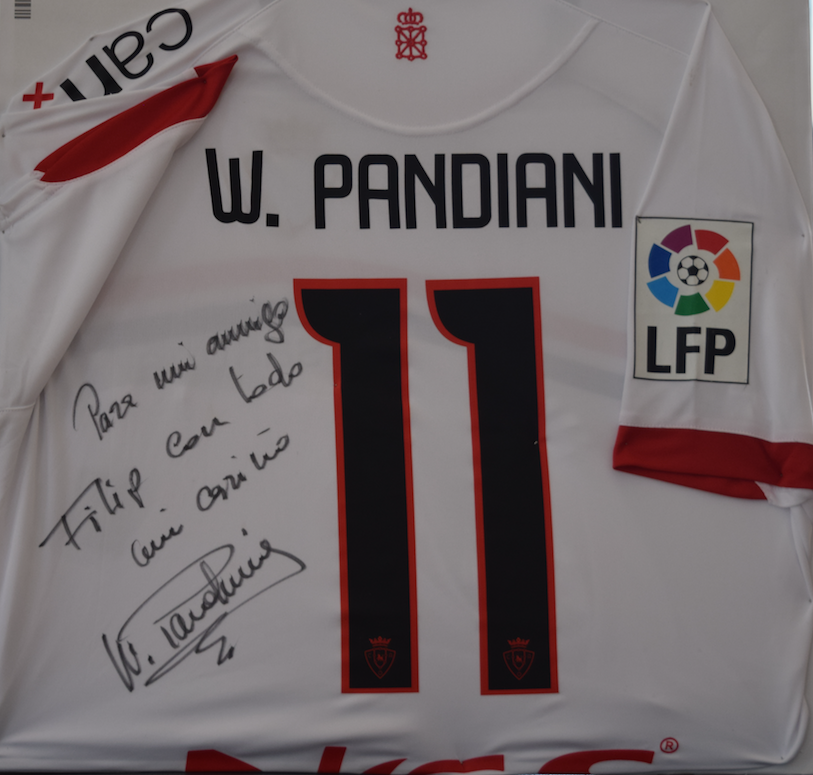 can+
W. PANDIANI
11
LFP
Para mi amigo
Filip con todo
mi cariño
W. Pandiani
®